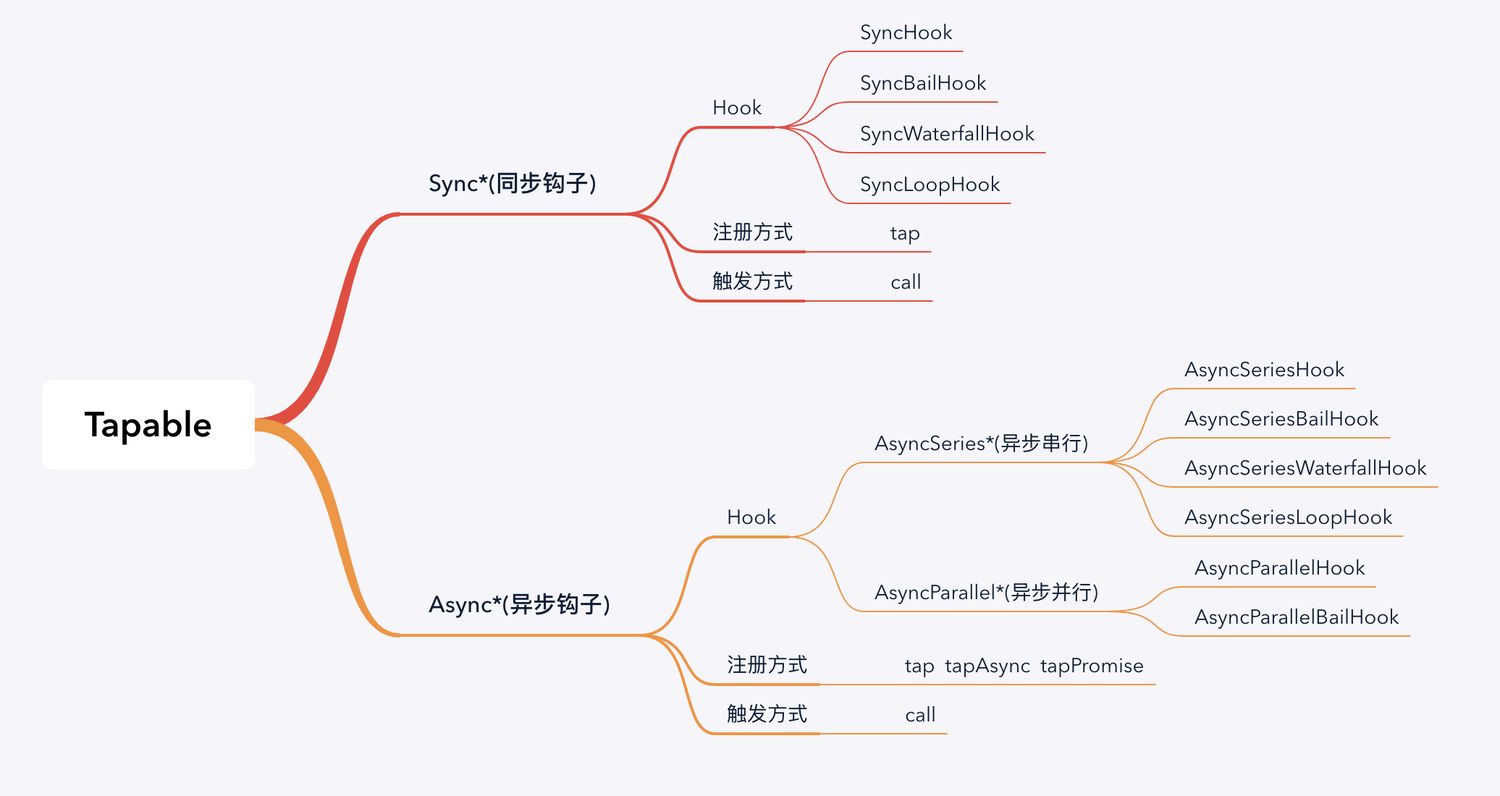 Tapable
Sync*(同步钩子)
Hook
SyncHook
SyncBailHook
SyncWaterfallHook
SyncLoopHook
注册方式 tap
触发方式 call
Async*(异步钩子)
Hook
AsyncSeries*(异步串行)
AsyncSeriesHook
AsyncSeriesBailHook
AsyncSeriesWaterfallHook
AsyncSeriesLoopHook
AsyncParallel*(异步并行)
AsyncParallelHook
AsyncParallelBailHook
注册方式 tap tapAsync tapPromise
触发方式 call